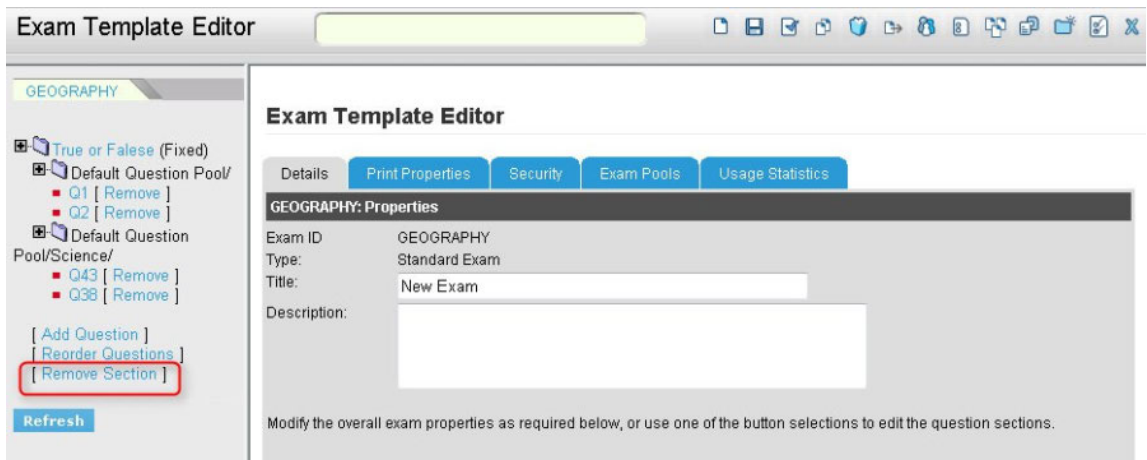 Exam Template Editor
GEOGRAPHY
True or Falese (Fixed)
Default Question Pool/
Q1 [ Remove ]
Q2 [ Remove ]
Default Question
Pool/Science/
Q43 [ Remove ]
Q38 [ Remove ]
[ Add Question ]
[ Reorder Questions ]
[ Remove Section ]
Refresh
Exam Template Editor
Details Print Properties Security Exam Pools Usage Statistics
GEOGRAPHY: Properties
Exam ID GEOGRAPHY
Type: Standard Exam
Title: New Exam
Description:
Modify the overall exam properties as required below, or use one of the button selections to edit the question sections.